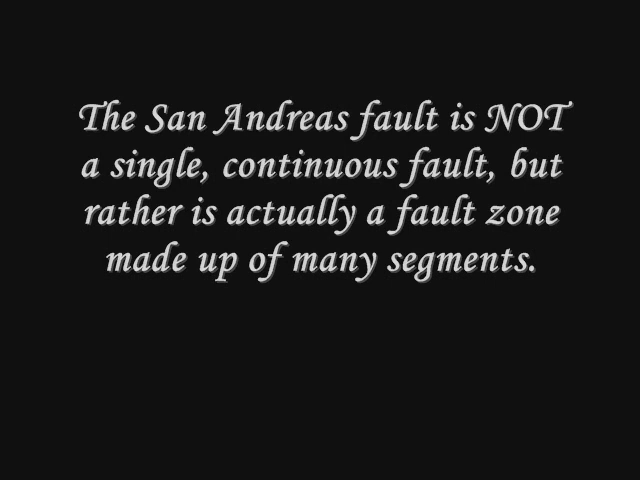 The San Andreas fault is NOT
a single, continuous fault, but
rather is actually a fault zone
made up of many segments.